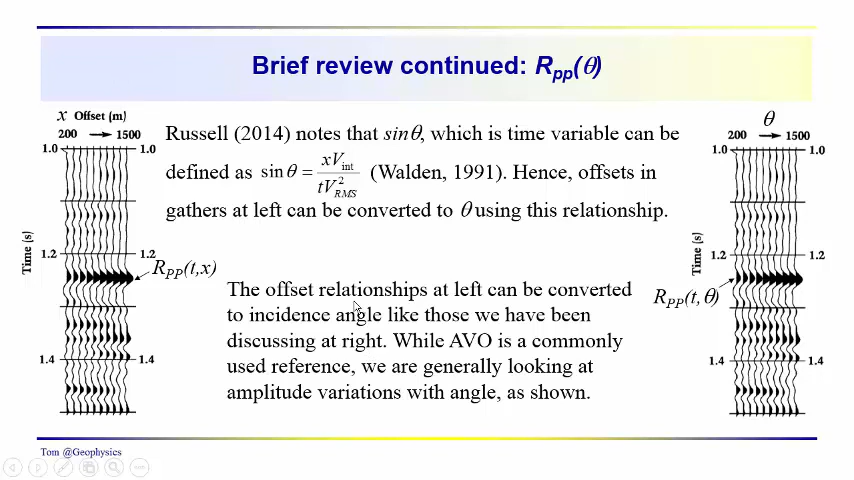 Brief review continued: Rpp(θ)
x Offset (m)
200 → 1500
1.0 1.0
1.2 1.2
1.4 1.4
Time (s)
RPP(t,x)
Russell (2014) notes that sinθ, which is time variable can be
defined as sin θ = xVint / tV²RMS (Walden, 1991). Hence, offsets in
gathers at left can be converted to θ using this relationship.
The offset relationships at left can be converted
to incidence angle like those we have been
discussing at right. While AVO is a commonly
used reference, we are generally looking at
amplitude variations with angle, as shown.
θ
200 → 1500
1.0 1.0
1.2 1.2
1.4 1.4
Time (s)
RPP(t,θ)
Tom @Geophysics